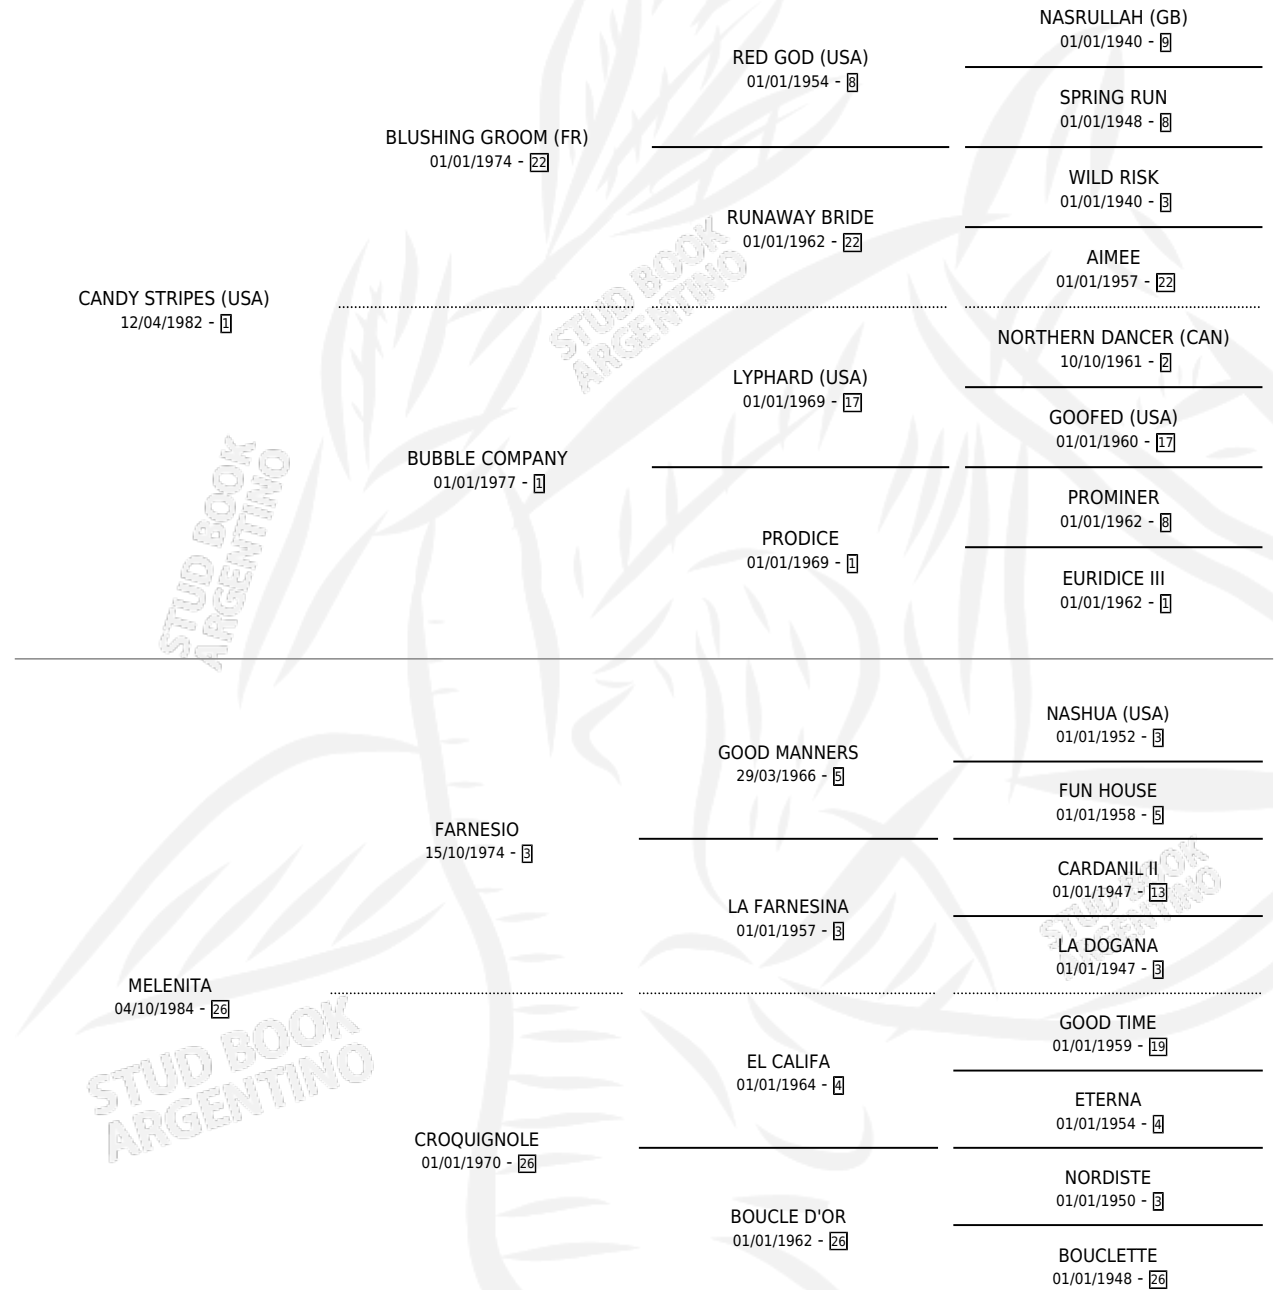 NASRULLAH (GB)
01/01/1940 - 9
RED GOD (USA)
01/01/1954 - 8
SPRING RUN
01/01/1948 - 8
BLUSHING GROOM (FR)
01/01/1974 - 22
WILD RISK
01/01/1940 - 3
RUNAWAY BRIDE
01/01/1962 - 22
AIMEE
01/01/1957 - 22
CANDY STRIPES (USA)
12/04/1982 - 1
STUD BOOK
ARGENTINO
NORTHERN DANCER (CAN)
10/10/1961 - 2
LYPHARD (USA)
01/01/1969 - 17
GOOFED (USA)
01/01/1960 - 17
BUBBLE COMPANY
01/01/1977 - 1
PROMINER
01/01/1962 - 8
PRODICE
01/01/1969 - 1
EURIDICE III
01/01/1962 - 1
STUD BOOK
ARGENTINO
NASHUA (USA)
01/01/1952 - 3
GOOD MANNERS
29/03/1966 - 5
FUN HOUSE
01/01/1958 - 5
FARNESIO
15/10/1974 - 3
CARDANIL II
01/01/1947 - 13
LA FARNESINA
01/01/1957 - 3
STUD BOOK
ARGENTINO
LA DOGANA
01/01/1947 - 3
MELENITA
04/10/1984 - 26
GOOD TIME
01/01/1959 - 19
EL CALIFA
01/01/1964 - 4
STUD BOOK
ARGENTINO
ETERNA
01/01/1954 - 4
CROQUIGNOLE
01/01/1970 - 26
NORDISTE
01/01/1950 - 3
BOUCLE D'OR
01/01/1962 - 26
BOUCLETTE
01/01/1948 - 26